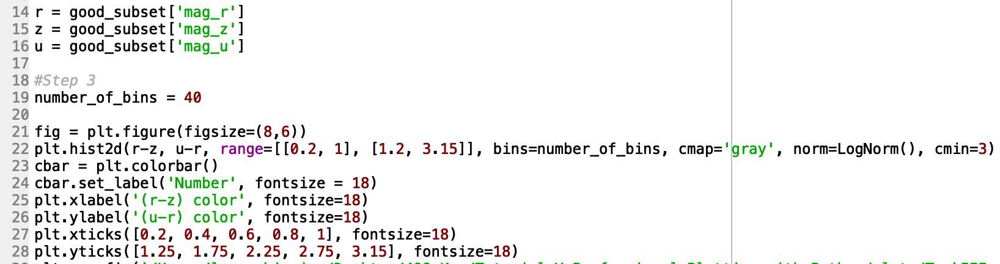 14 r = good_subset['mag_r']
15 z = good_subset['mag_z']
16 u = good_subset['mag_u']
17
18 #Step 3
19 number_of_bins = 40
20
21 fig = plt.figure(figsize=(8,6))
22 plt.hist2d(r-z, u-r, range=[[0.2, 1], [1.2, 3.15]], bins=number_of_bins, cmap='gray', norm=LogNorm(), cmin=3)
23 cbar = plt.colorbar()
24 cbar.set_label('Number', fontsize = 18)
25 plt.xlabel('(r-z) color', fontsize=18)
26 plt.ylabel('(u-r) color', fontsize=18)
27 plt.xticks([0.2, 0.4, 0.6, 0.8, 1], fontsize=18)
28 plt.yticks([1.25, 1.75, 2.25, 2.75, 3.15], fontsize=18)